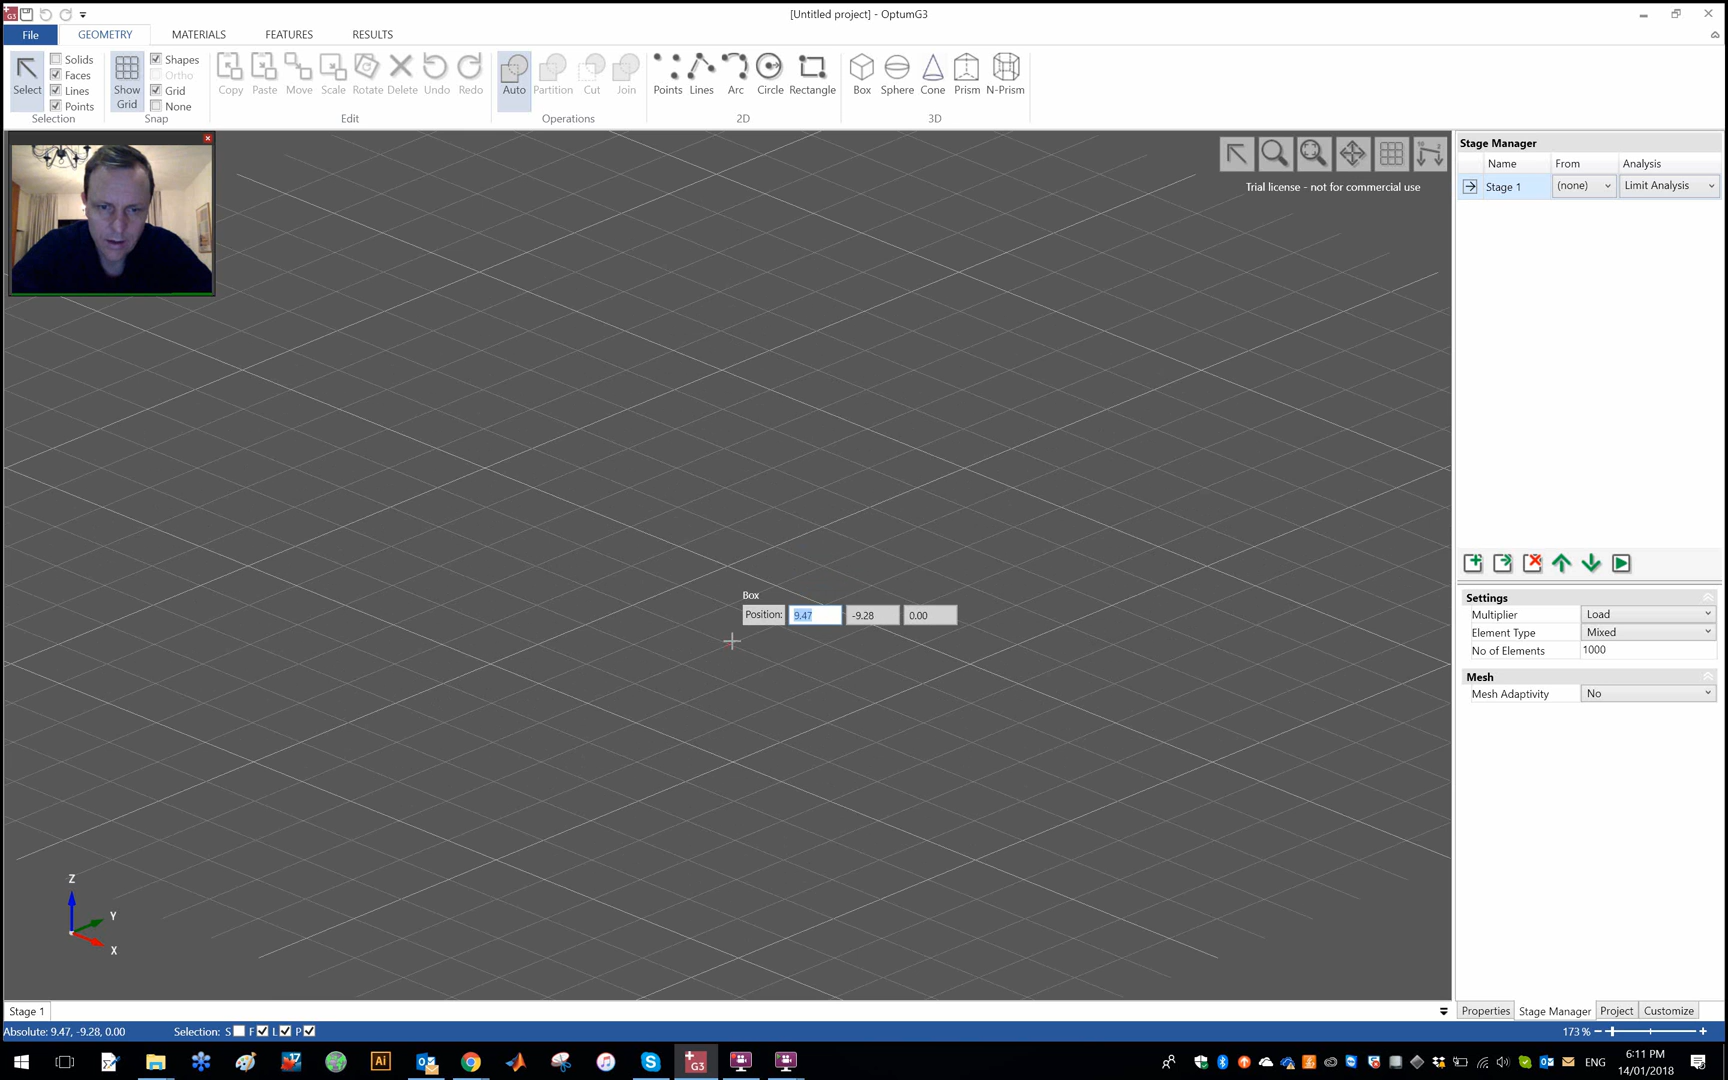 [Untitled project] - OptumG3
File
GEOMETRY
MATERIALS
FEATURES
RESULTS
Select
Solids
Faces
Lines
Points
Selection
Show Grid
Shapes
Ortho
Grid
None
Snap
Copy
Paste
Move
Scale
Rotate
Delete
Undo
Redo
Edit
Auto
Partition
Cut
Join
Operations
Points
Lines
Arc
Circle
Rectangle
2D
Box
Sphere
Cone
Prism
N-Prism
3D
Trial license - not for commercial use
Stage Manager
Name From Analysis
Stage 1 (none) Limit Analysis
Box
Position: 9.47 -9.28 0.00
Settings
Multiplier Load
Element Type Mixed
No of Elements 1000
Mesh
Mesh Adaptivity No
Z
Y
X
Stage 1
Properties Stage Manager Project Customize
Absolute: 9.47, -9.28, 0.00 Selection: S F L P 173 %
Ai
G3
ENG
6:11 PM
14/01/2018